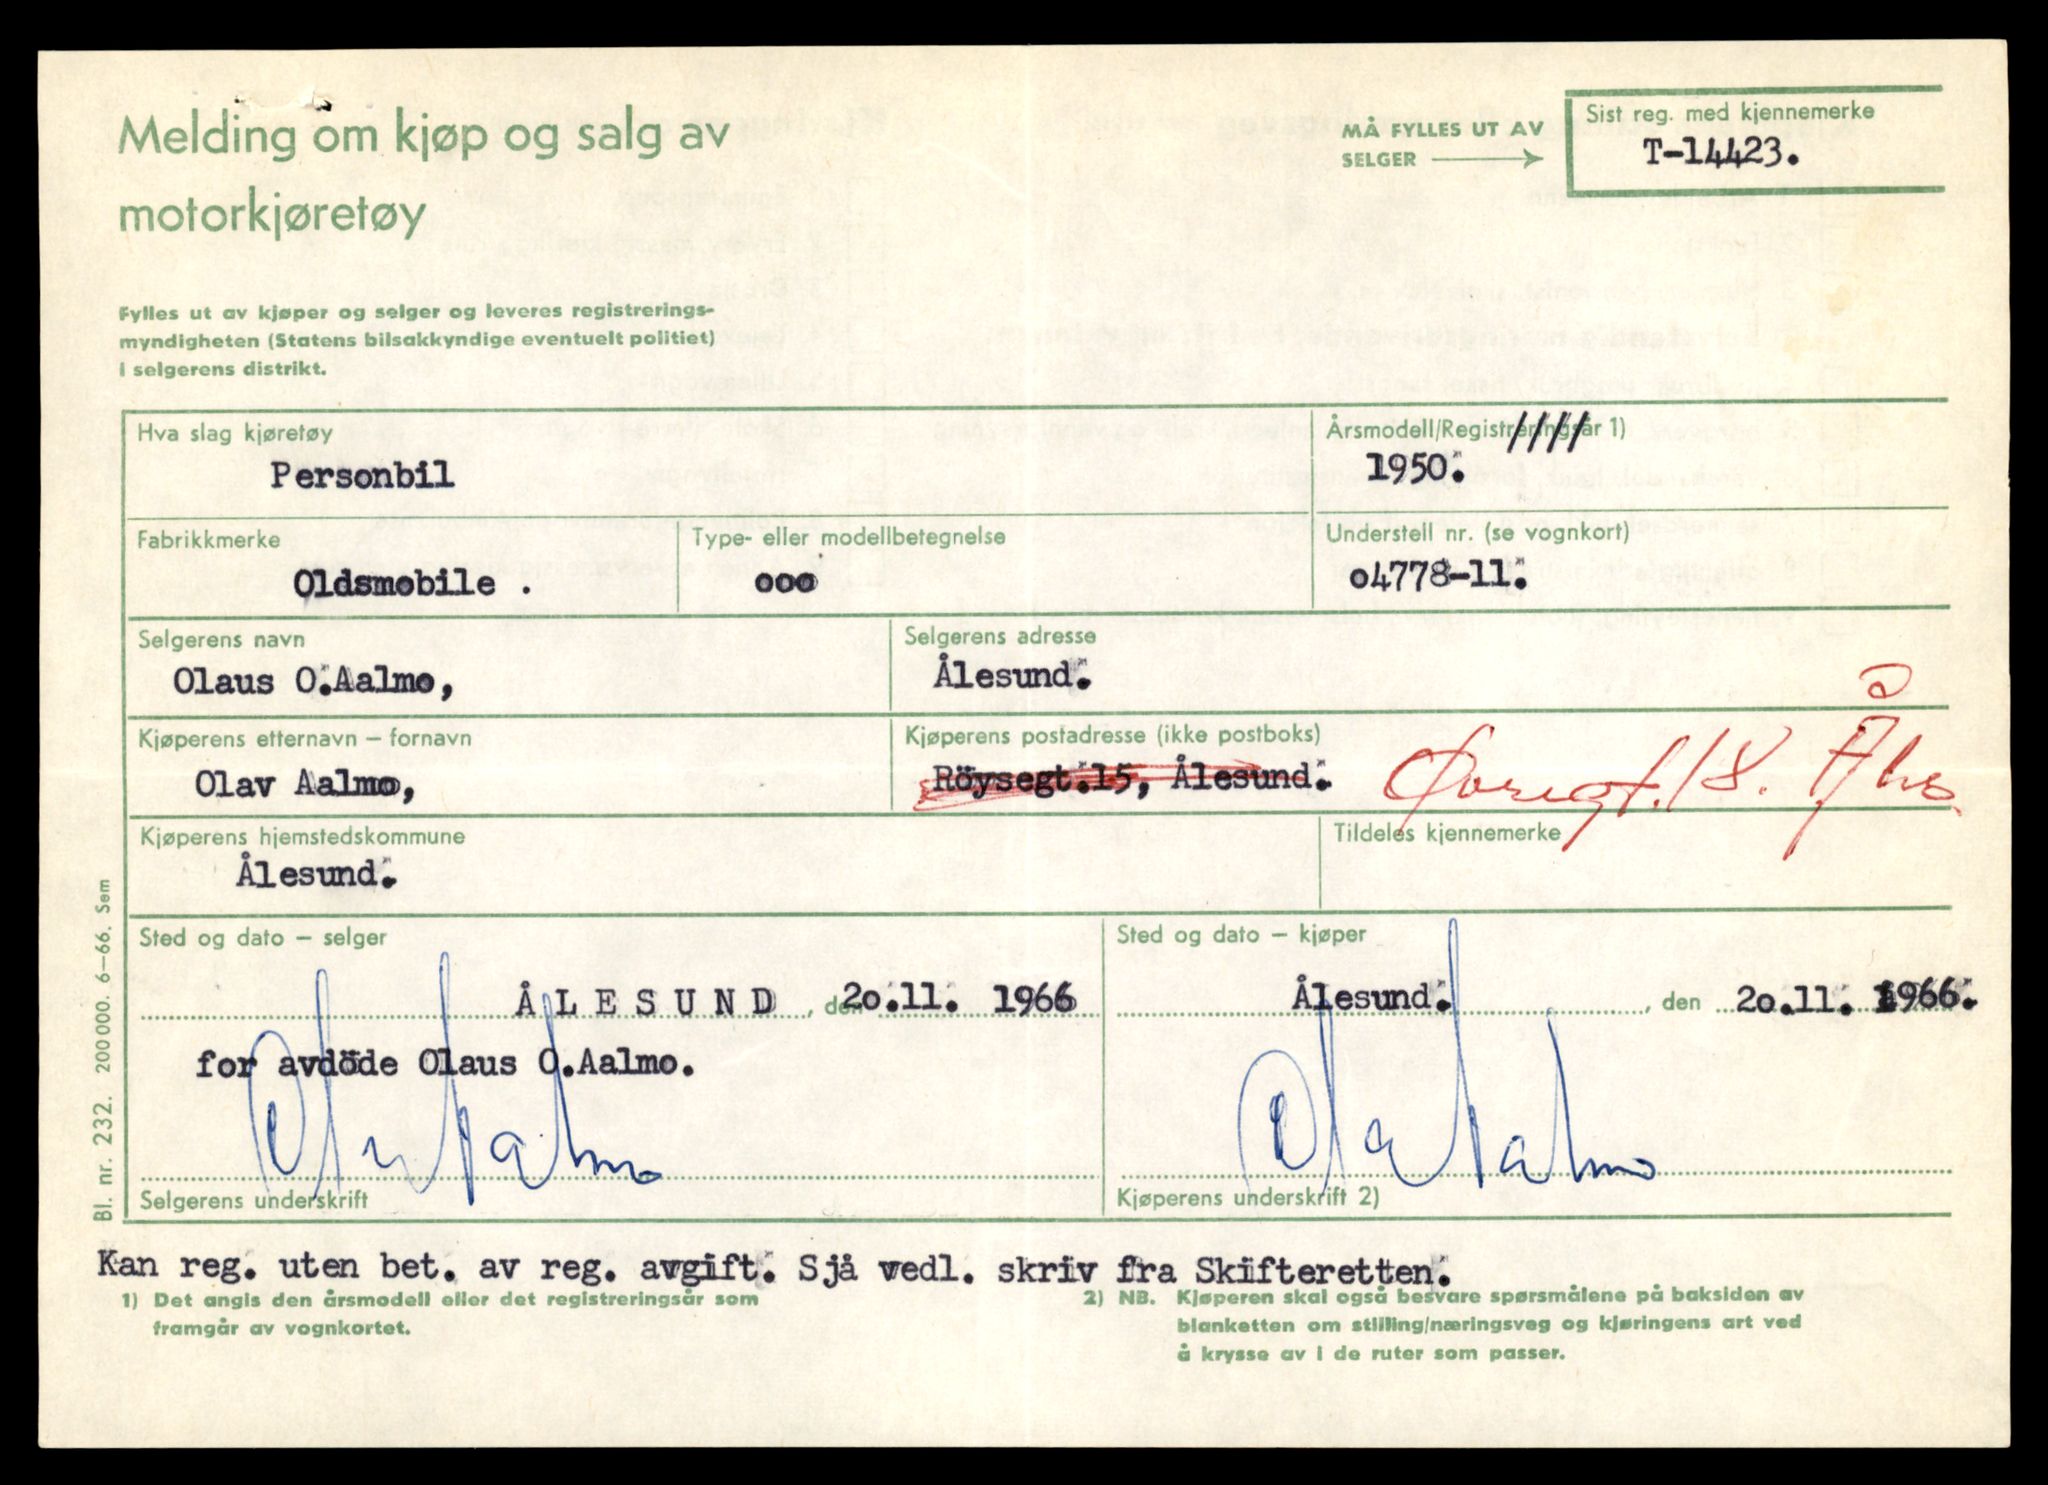 Melding om kjøp og salg av
motorkjøretøy
MÅ FYLLES UT AV
SELGER
Sist reg. med kjennemerke
T-14423.
Fylles ut av kjøper og selger og leveres registrerings-
myndigheten (Statens bilsakkyndige eventuelt politiet)
i selgerens distrikt.
Hva slag kjøretøy
Personbil
Årsmodell/Registreringsår 1)
1950.
Fabrikkmerke
Oldsmobile .
Type- eller modellbetegnelse
ooo
Understell nr. (se vognkort)
o4778-11.
Selgerens navn
Olaus O.Aalmo,
Selgerens adresse
Ålesund.
Kjøperens etternavn – fornavn
Olav Aalmo,
Kjøperens postadresse (ikke postboks)
Röysegt.15, Ålesund.
18.
Kjøperens hjemstedskommune
Ålesund.
Tildeles kjennemerke
Sted og dato – selger
ÅLESUND, den 2o.11. 1966
for avdöde Olaus O.Aalmo.
Selgerens underskrift
Sted og dato – kjøper
Ålesund. , den 2o.11. 1966.
Kjøperens underskrift 2)
Kan reg. uten bet. av reg. avgift. Sjå vedl. skriv fra Skifteretten.
1) Det angis den årsmodell eller det registreringsår som
framgår av vognkortet.
2) NB. Kjøperen skal også besvare spørsmålene på baksiden av
blanketten om stilling/næringsveg og kjøringens art ved
å krysse av i de ruter som passer.
Bl. nr. 232. 200000. 6–66. Sem